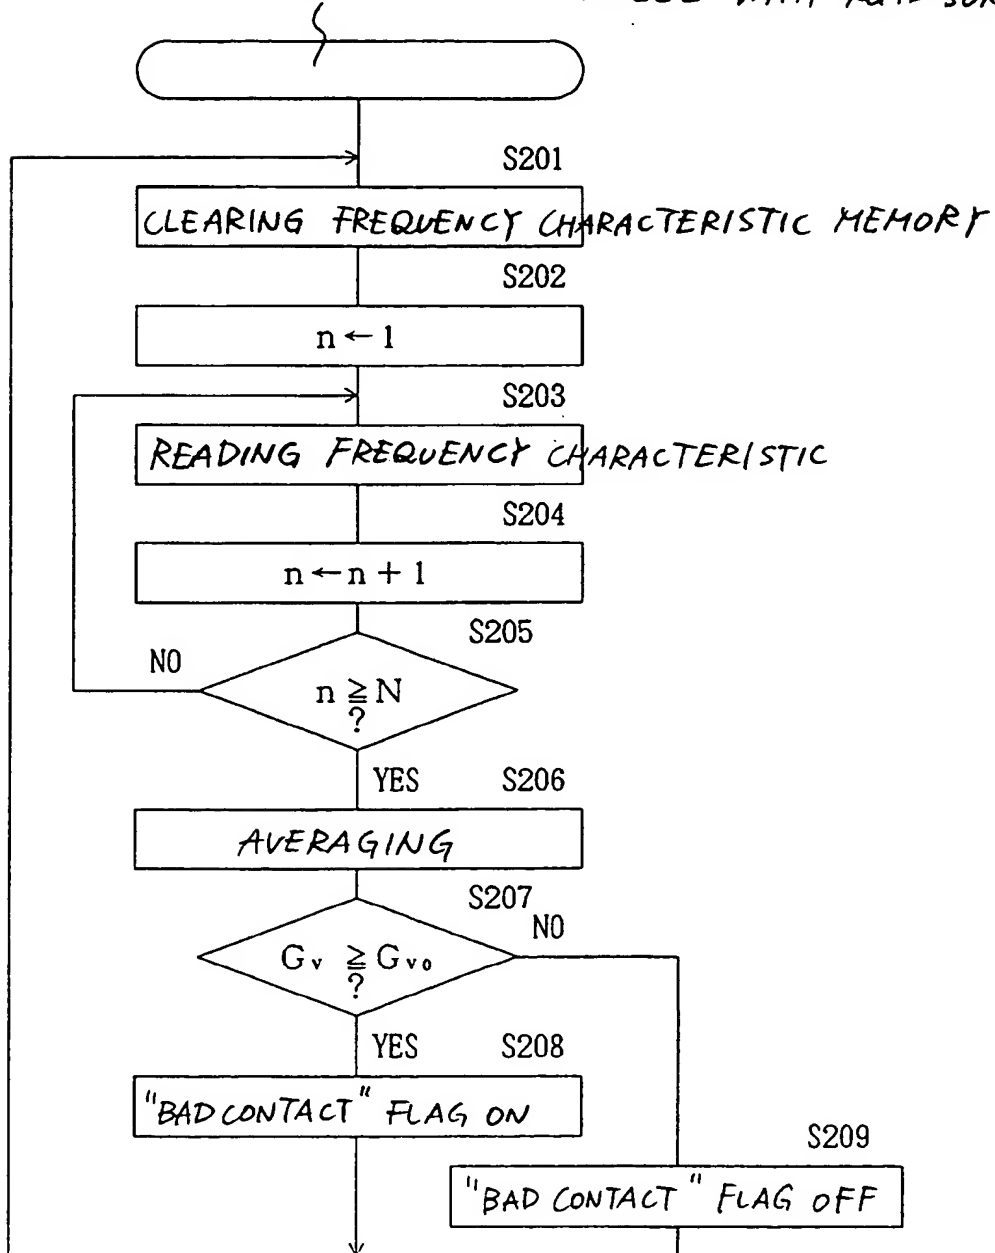 WITH
S201
CLEARING FREQUENCY CHARACTERISTIC MEMORY
S202
n ← 1
S203
READING FREQUENCY CHARACTERISTIC
S204
n ← n + 1
S205
NO
n ≧ N
?
YES
S206
AVERAGING
S207
NO
Gv ≧ Gv0
?
YES
S208
"BAD CONTACT" FLAG ON
S209
"BAD CONTACT" FLAG OFF